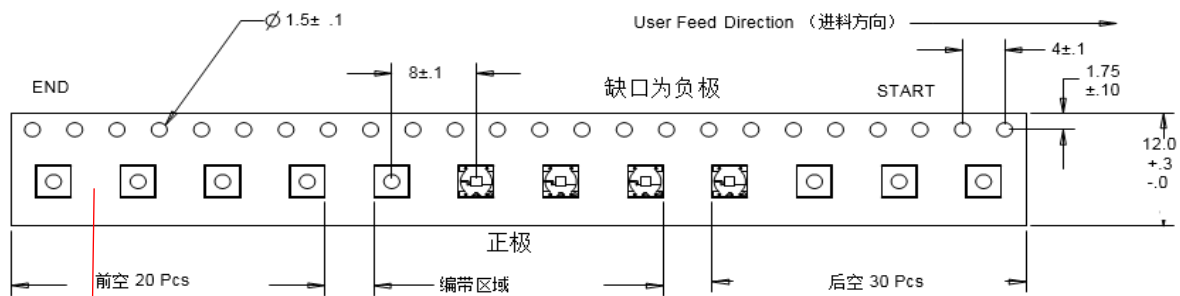 Ø 1.5± .1
User Feed Direction （进料方向）
4±.1
8±.1
1.75
±.10
END
缺口为负极
START
12.0
+.3
-.0
正极
前空 20 Pcs
编带区域
后空 30 Pcs